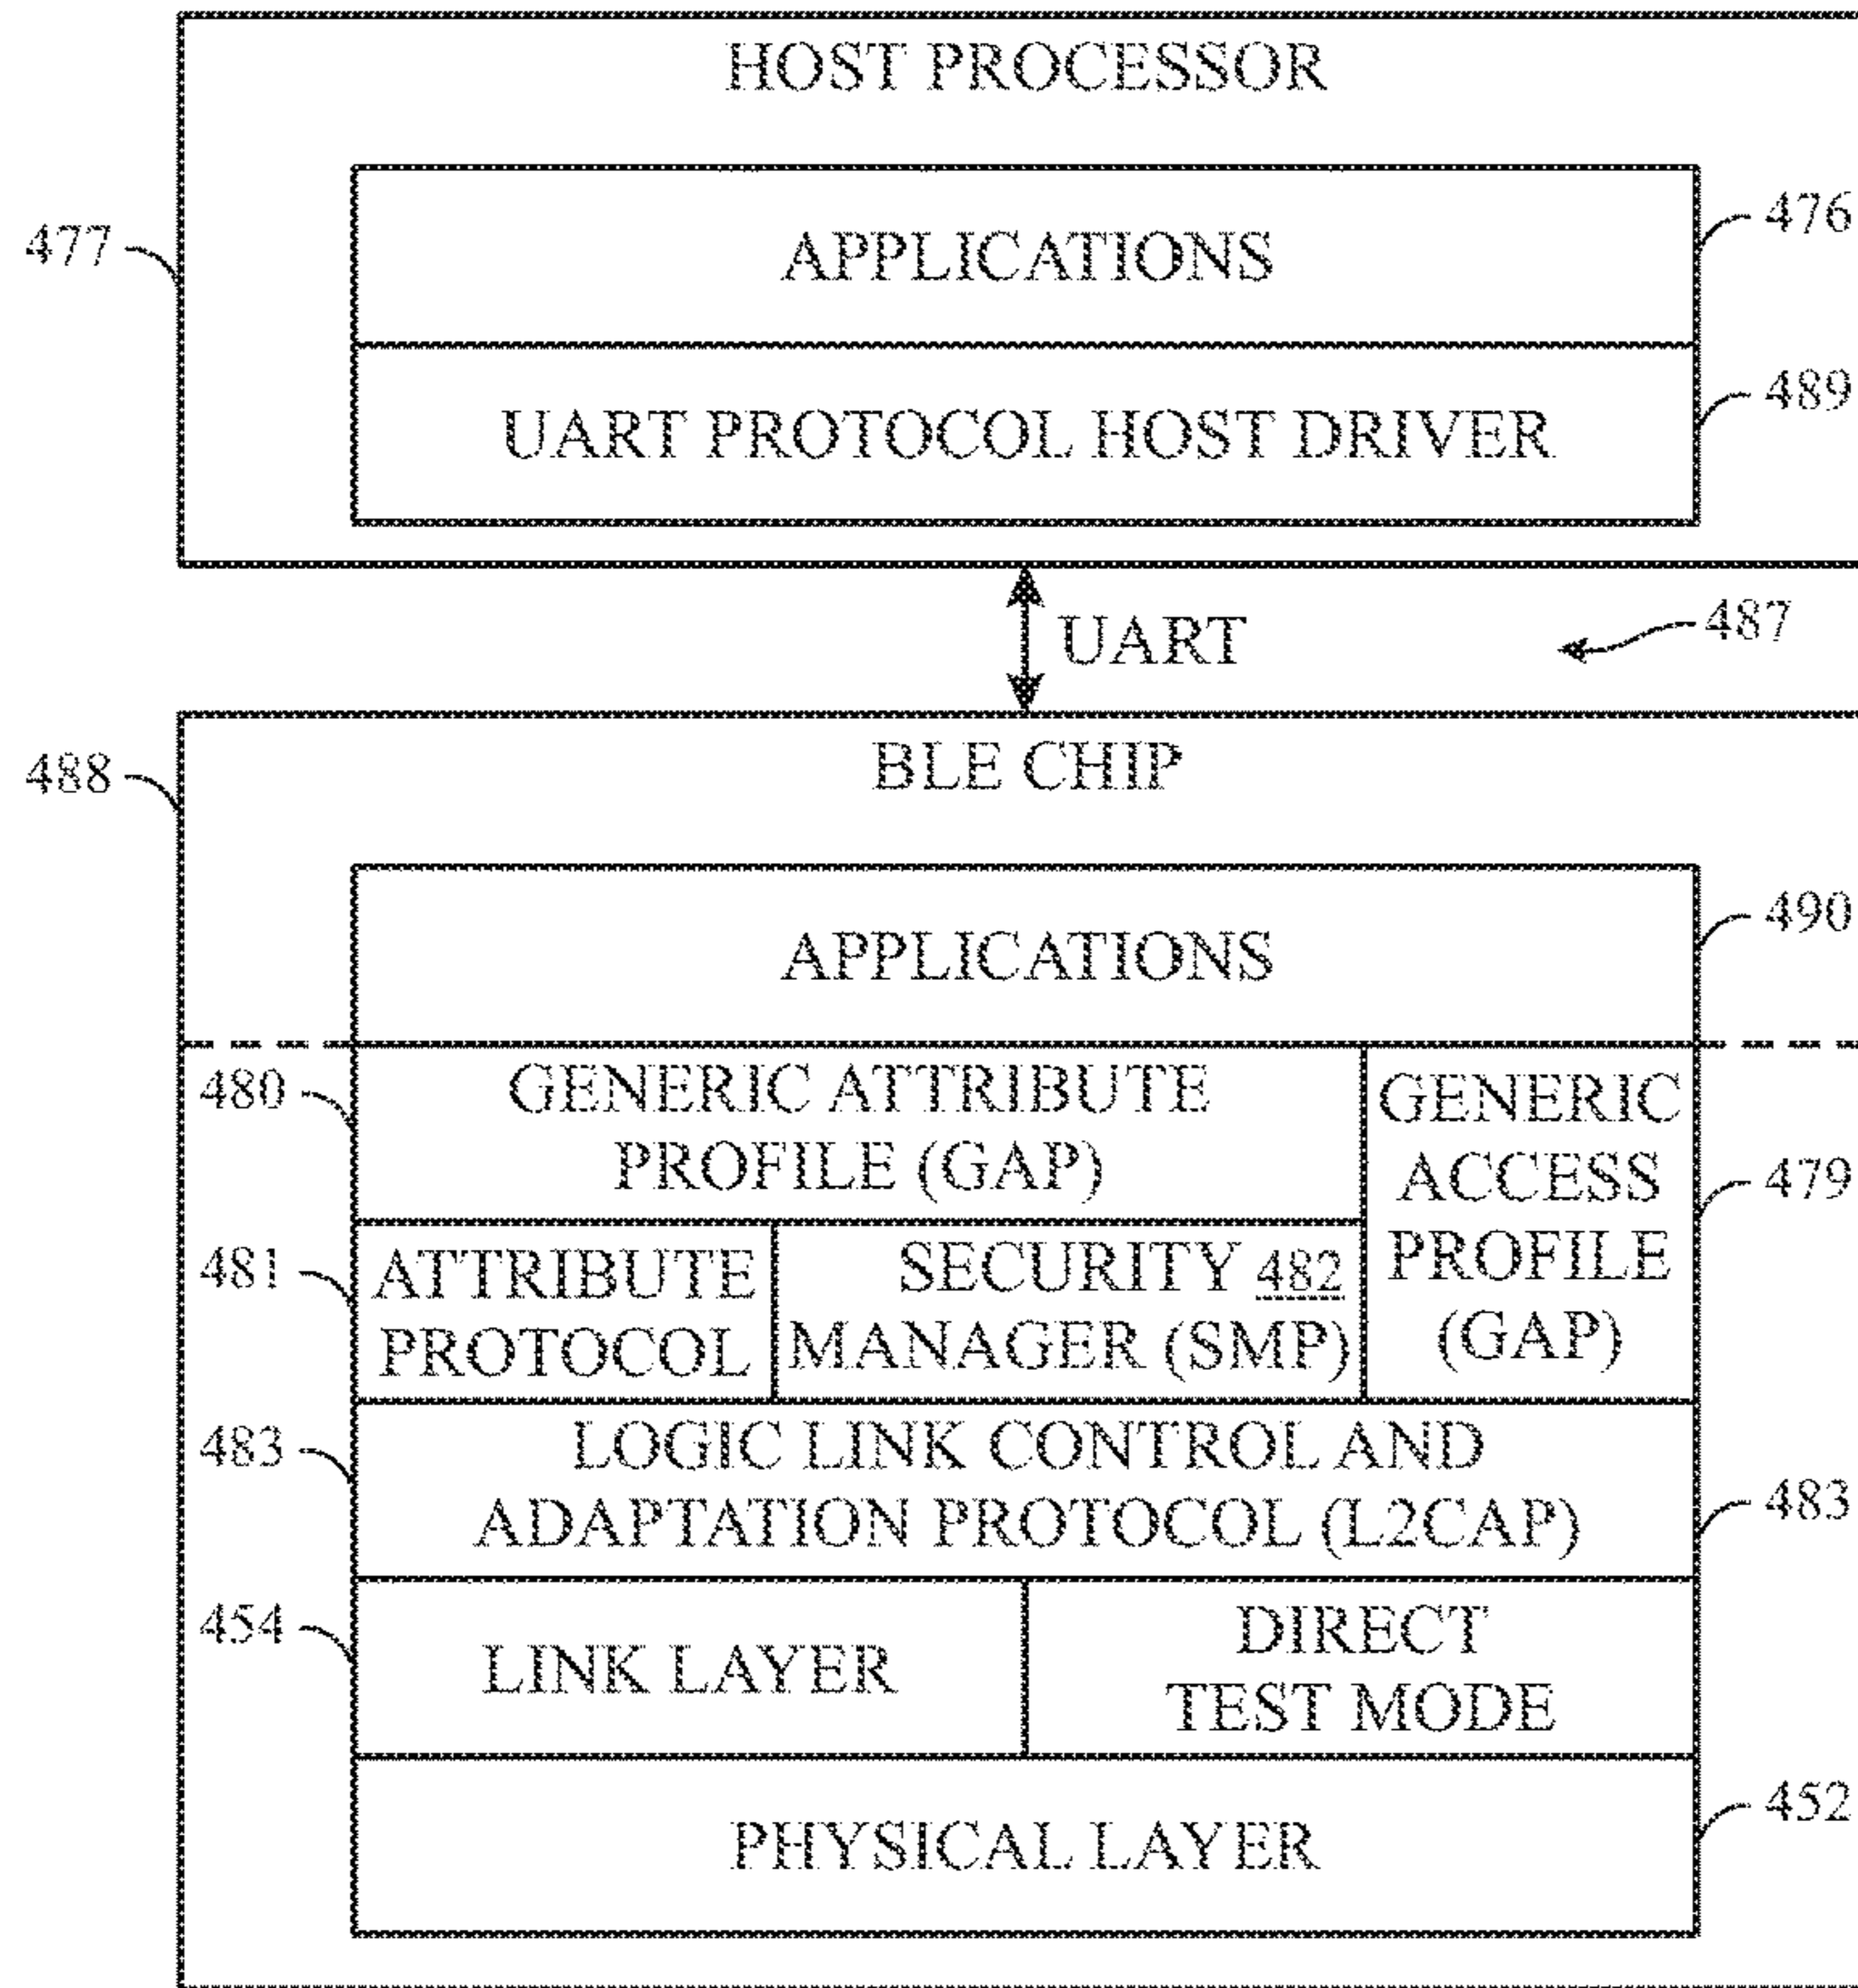 HOST PROCESSOR
477
APPLICATIONS
476
UART PROTOCOL HOST DRIVER
489
UART
487
488
BLE CHIP
APPLICATIONS
490
480
GENERIC ATTRIBUTE
PROFILE (GAP)
GENERIC
ACCESS
PROFILE
(GAP)
479
481
ATTRIBUTE
PROTOCOL
SECURITY 482
MANAGER (SMP)
483
LOGIC LINK CONTROL AND
ADAPTATION PROTOCOL (L2CAP)
483
454
LINK LAYER
DIRECT
TEST MODE
PHYSICAL LAYER
452